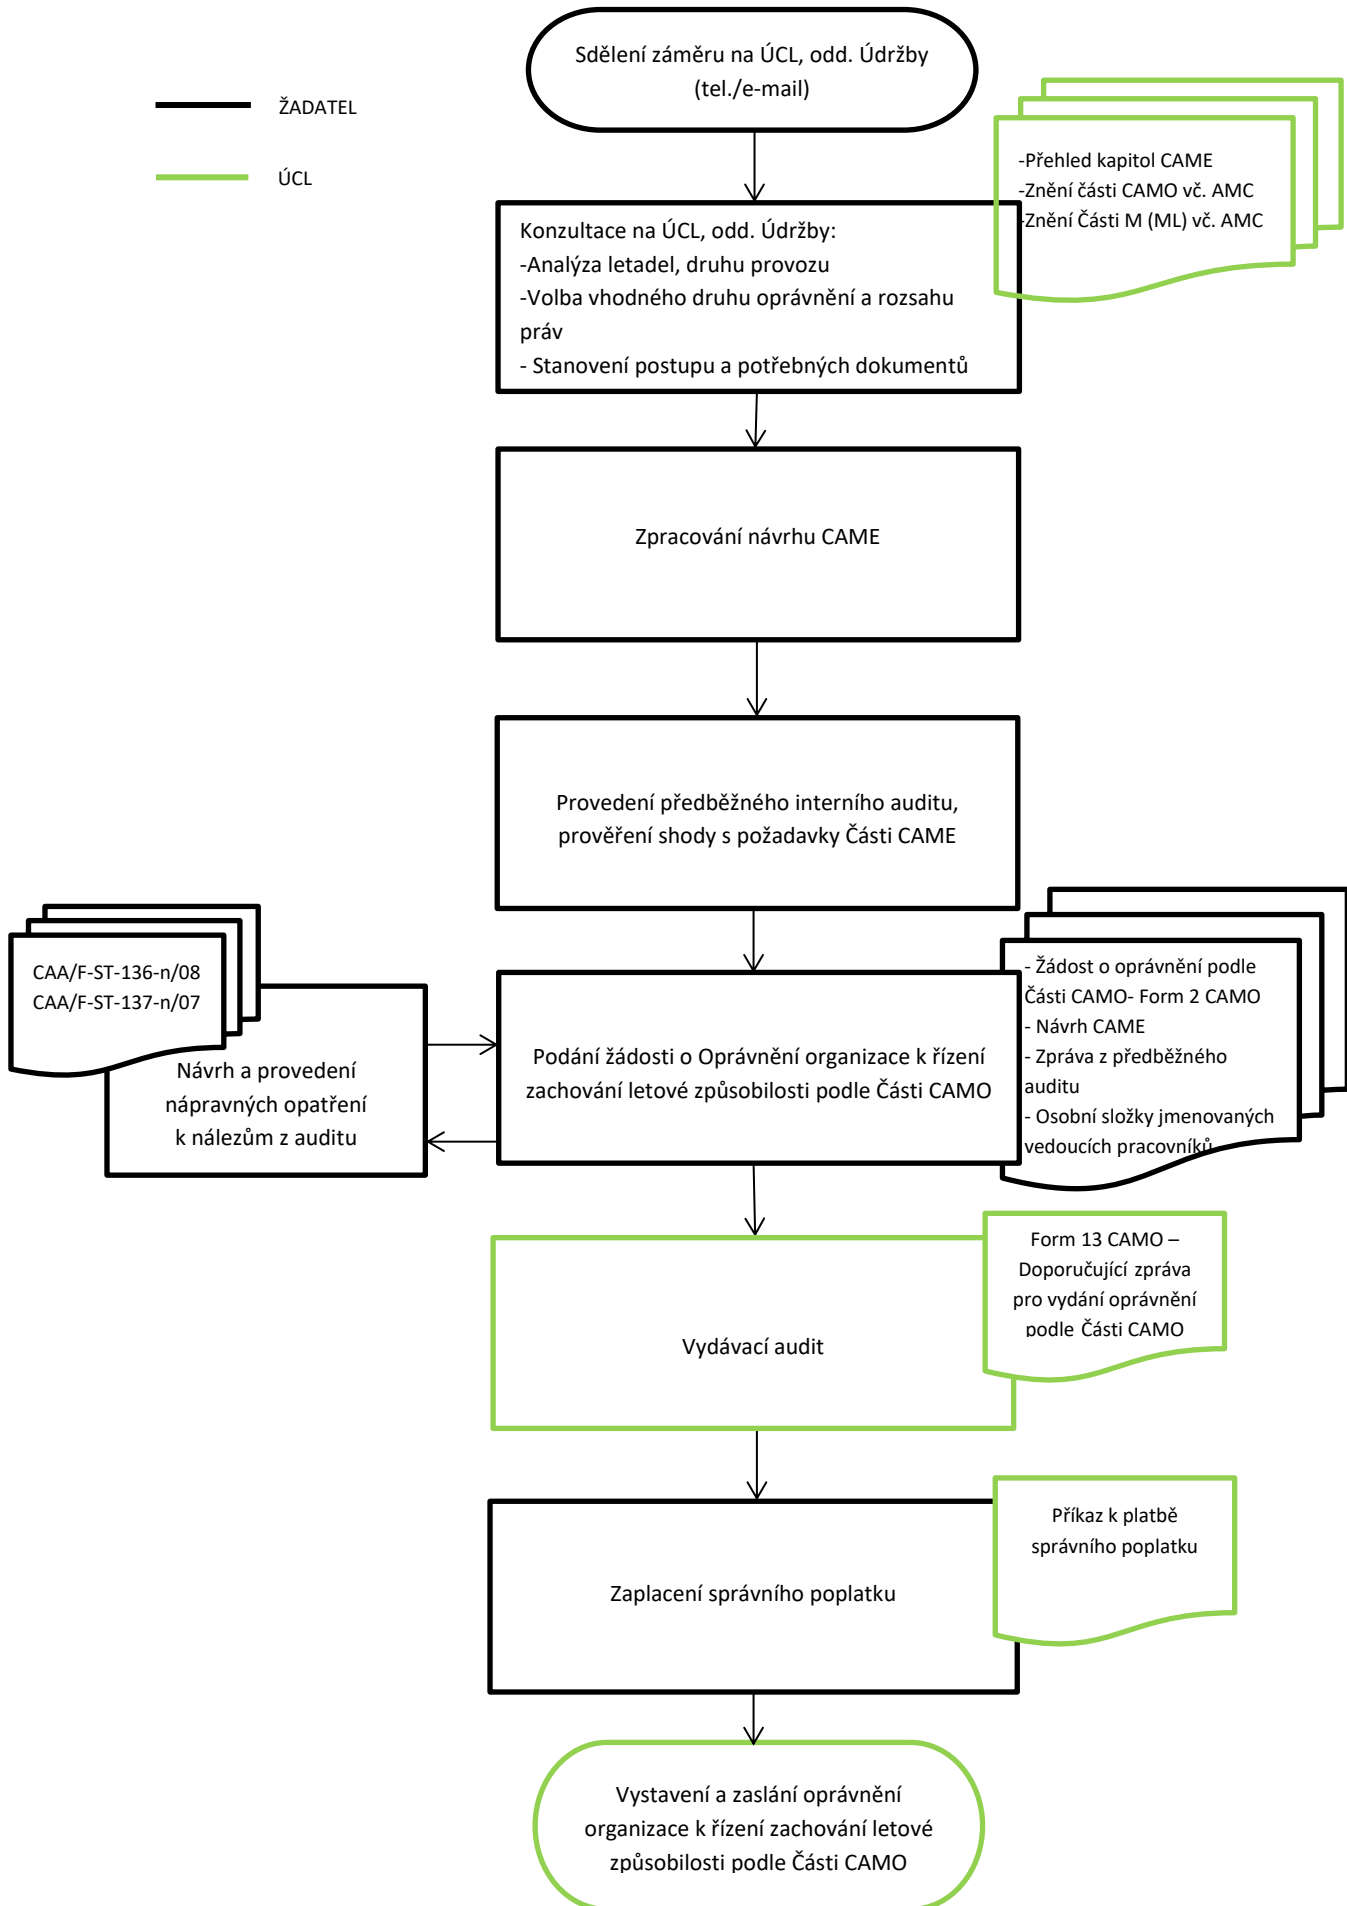 Sdělení záměru na ÚCL, odd. Údržby
(tel./e-mail)
ŽADATEL
ÚCL
-Přehled kapitol CAME
-Znění části CAMO vč. AMC
-Znění Části M (ML) vč. AMC
Konzultace na ÚCL, odd. Údržby:
-Analýza letadel, druhu provozu
-Volba vhodného druhu oprávnění a rozsahu
práv
- Stanovení postupu a potřebných dokumentů
Zpracování návrhu CAME
Provedení předběžného interního auditu,
prověření shody s požadavky Části CAME
CAA/F-ST-136-n/08
CAA/F-ST-137-n/07
Návrh a provedení
nápravných opatření
k nálezům z auditu
Podání žádosti o Oprávnění organizace k řízení
zachování letové způsobilosti podle Části CAMO
- Žádost o oprávnění podle
Části CAMO- Form 2 CAMO
- Návrh CAME
- Zpráva z předběžného
auditu
- Osobní složky jmenovaných
vedoucích pracovníků
Form 13 CAMO –
Doporučující zpráva
pro vydání oprávnění
podle Části CAMO
Vydávací audit
Příkaz k platbě
správního poplatku
Zaplacení správního poplatku
Vystavení a zaslání oprávnění
organizace k řízení zachování letové
způsobilosti podle Části CAMO